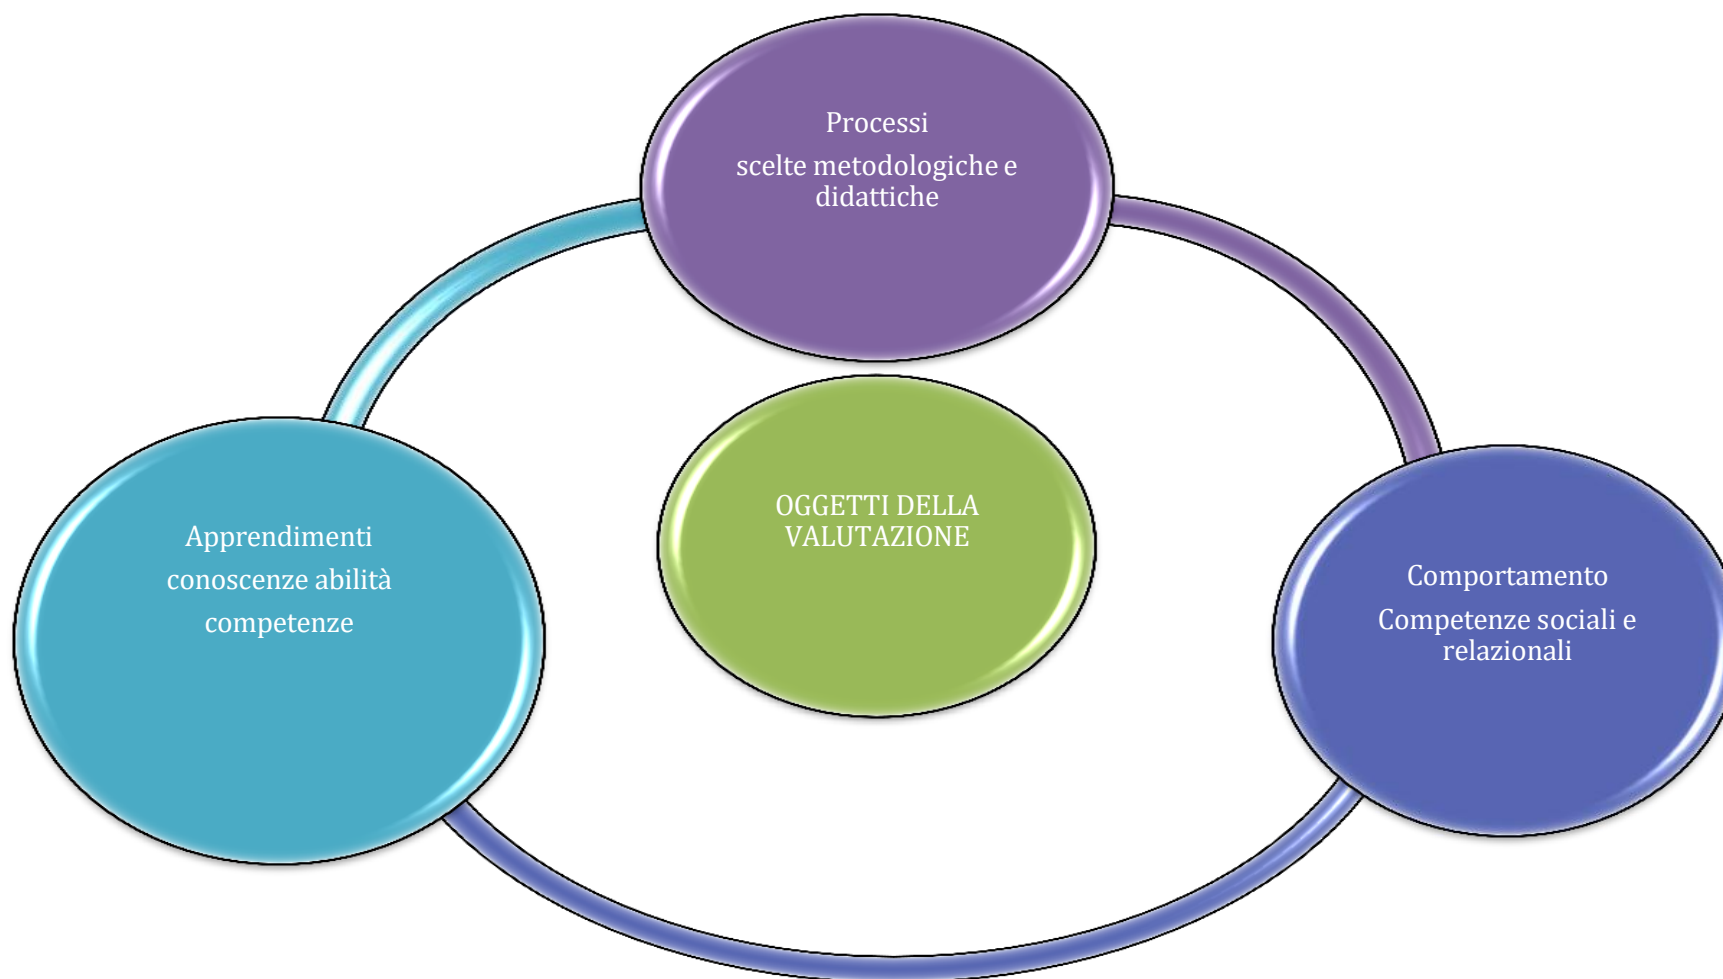 Processi
scelte metodologiche e
didattiche
OGGETTI DELLA
VALUTAZIONE
Apprendimenti
conoscenze abilità
competenze
Comportamento
Competenze sociali e
relazionali